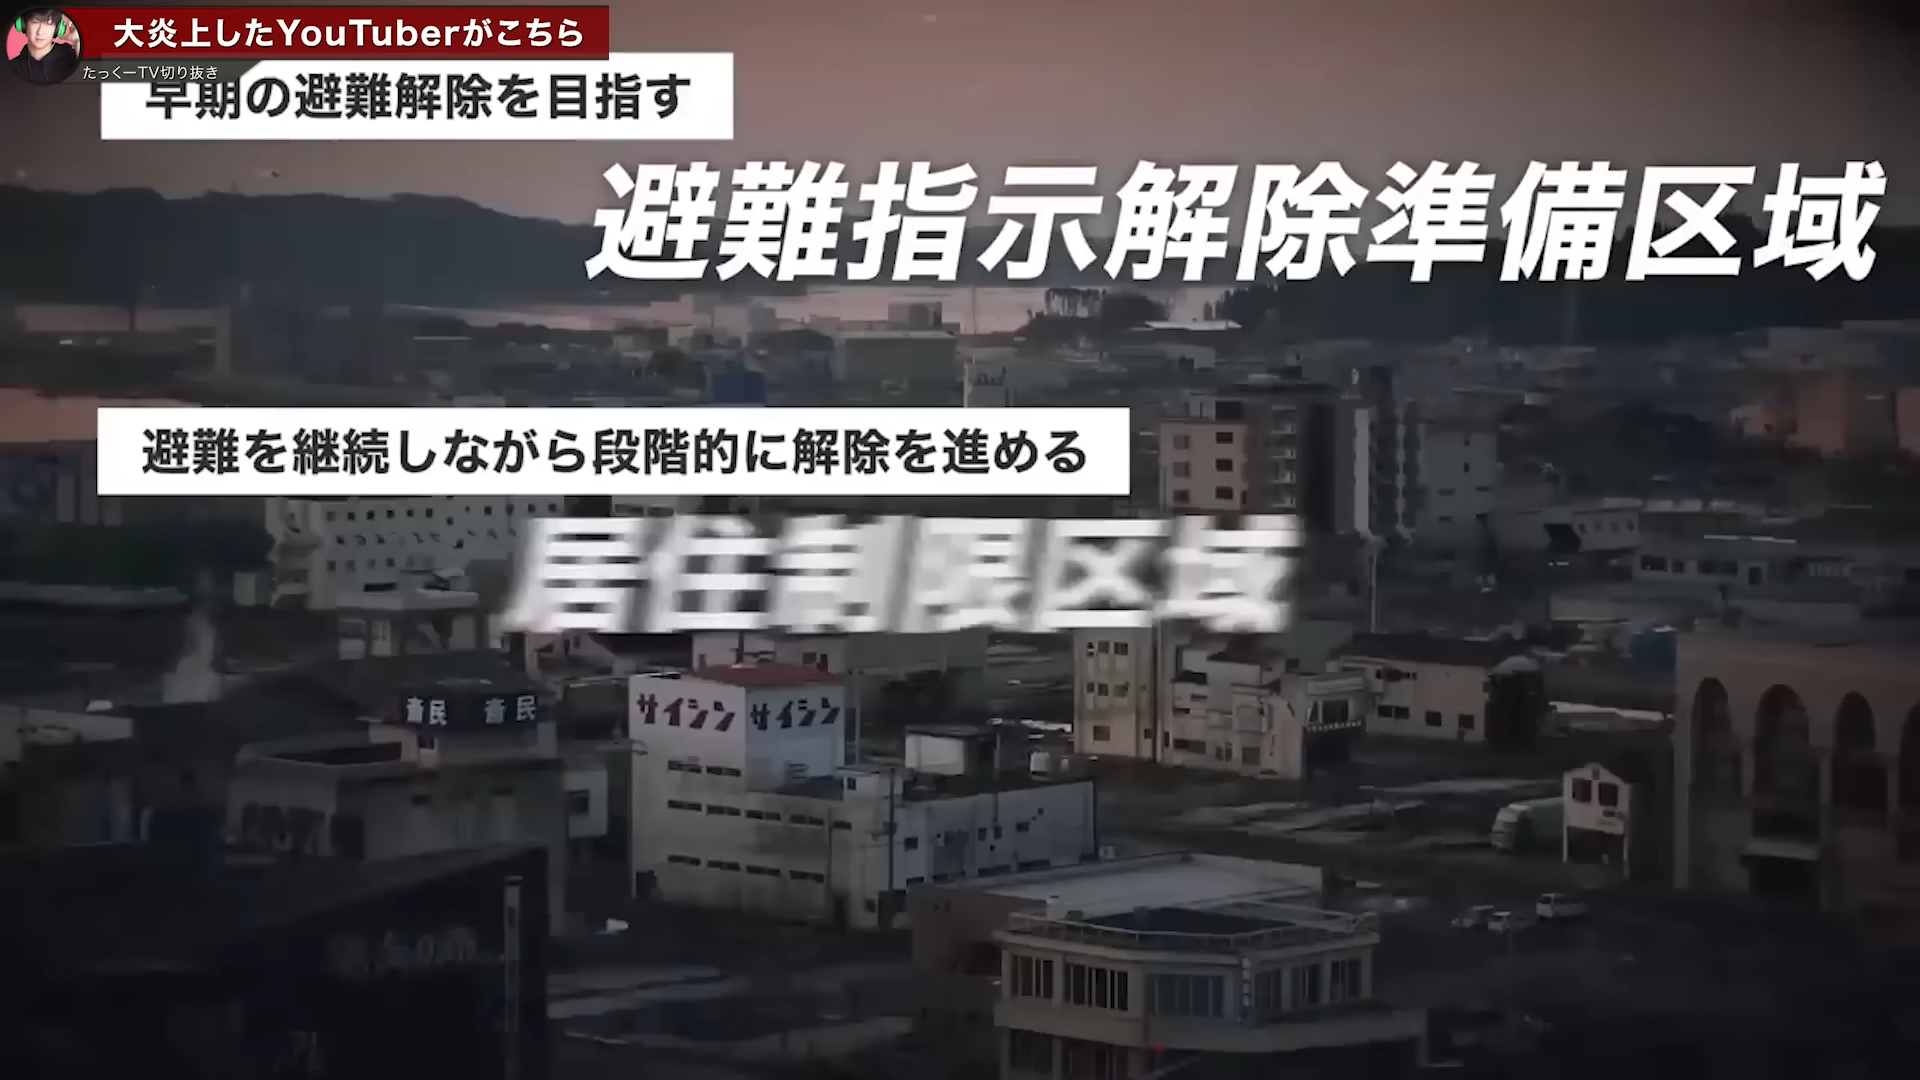 大炎上したYouTuberがこちら
たっくーTV切り抜き
早期の避難解除を目指す
避難指示解除準備区域
避難を継続しながら段階的に解除を進める
居住制限区域
斎民 斎民
サイシン サイシン